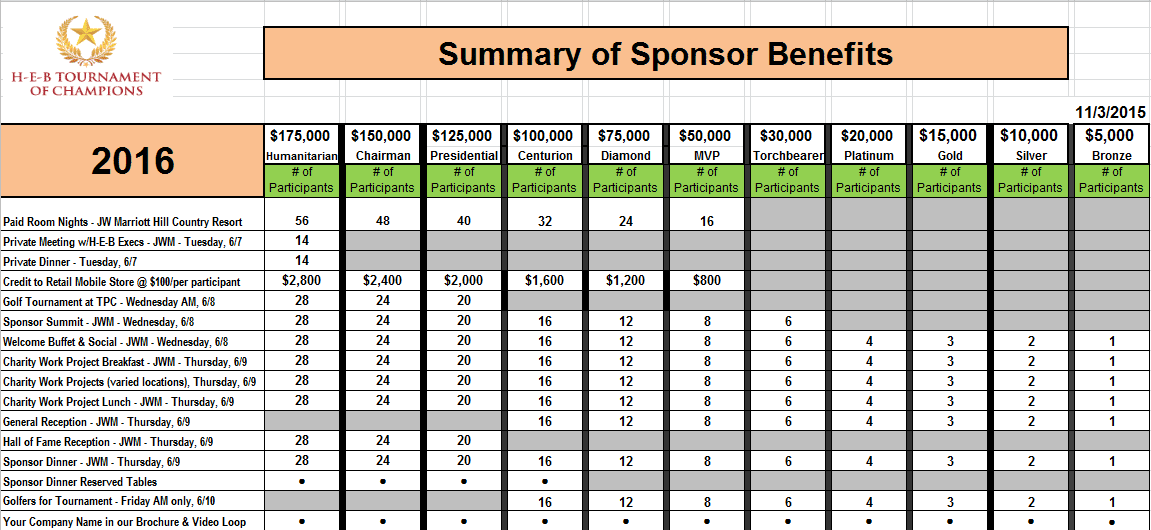 Summary of Sponsor Benefits
H-E-B TOURNAMENT
OF CHAMPIONS
11/3/2015
2016
$175,000 $150,000 $125,000 $100,000 $75,000 $50,000 $30,000 $20,000 $15,000 $10,000 $5,000
Humanitarian Chairman Presidential Centurion Diamond MVP Torchbearer Platinum Gold Silver Bronze
# of # of # of # of # of # of # of # of # of # of # of
Participants Participants Participants Participants Participants Participants Participants Participants Participants Participants Participants
Paid Room Nights - JW Marriott Hill Country Resort 56 48 40 32 24 16
Private Meeting w/H-E-B Execs - JWM - Tuesday, 6/7 14
Private Dinner - Tuesday, 6/7 14
Credit to Retail Mobile Store @ $100/per participant $2,800 $2,400 $2,000 $1,600 $1,200 $800
Golf Tournament at TPC - Wednesday AM, 6/8 28 24 20
Sponsor Summit - JWM - Wednesday, 6/8 28 24 20 16 12 8 6
Welcome Buffet & Social - JWM - Wednesday, 6/8 28 24 20 16 12 8 6 4 3 2 1
Charity Work Project Breakfast - JWM - Thursday, 6/9 28 24 20 16 12 8 6 4 3 2 1
Charity Work Projects (varied locations), Thursday, 6/9 28 24 20 16 12 8 6 4 3 2 1
Charity Work Project Lunch - JWM - Thursday, 6/9 28 24 20 16 12 8 6 4 3 2 1
General Reception - JWM - Thursday, 6/9 16 12 8 6 4 3 2 1
Hall of Fame Reception - JWM - Thursday, 6/9 28 24 20
Sponsor Dinner - JWM - Thursday, 6/9 28 24 20 16 12 8 6 4 3 2 1
Sponsor Dinner Reserved Tables • • • •
Golfers for Tournament - Friday AM only, 6/10 16 12 8 6 4 3 2 1
Your Company Name in our Brochure & Video Loop • • • • • • • • • • •